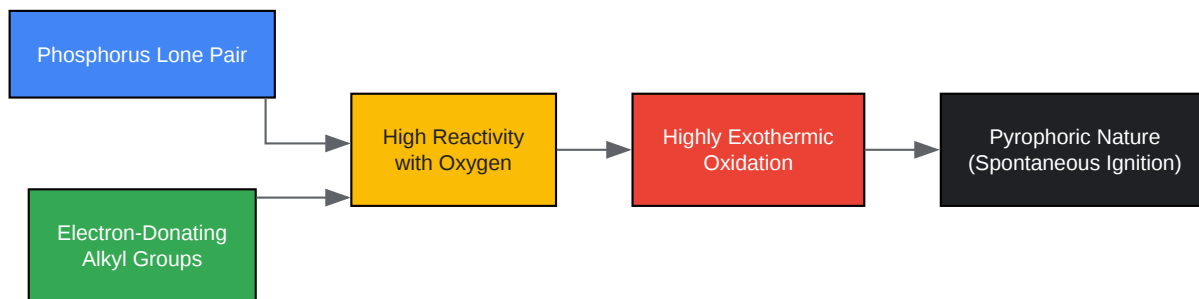 Phosphorus Lone Pair
Electron-Donating
Alkyl Groups
High Reactivity
with Oxygen
Highly Exothermic
Oxidation
Pyrophoric Nature
(Spontaneous Ignition)